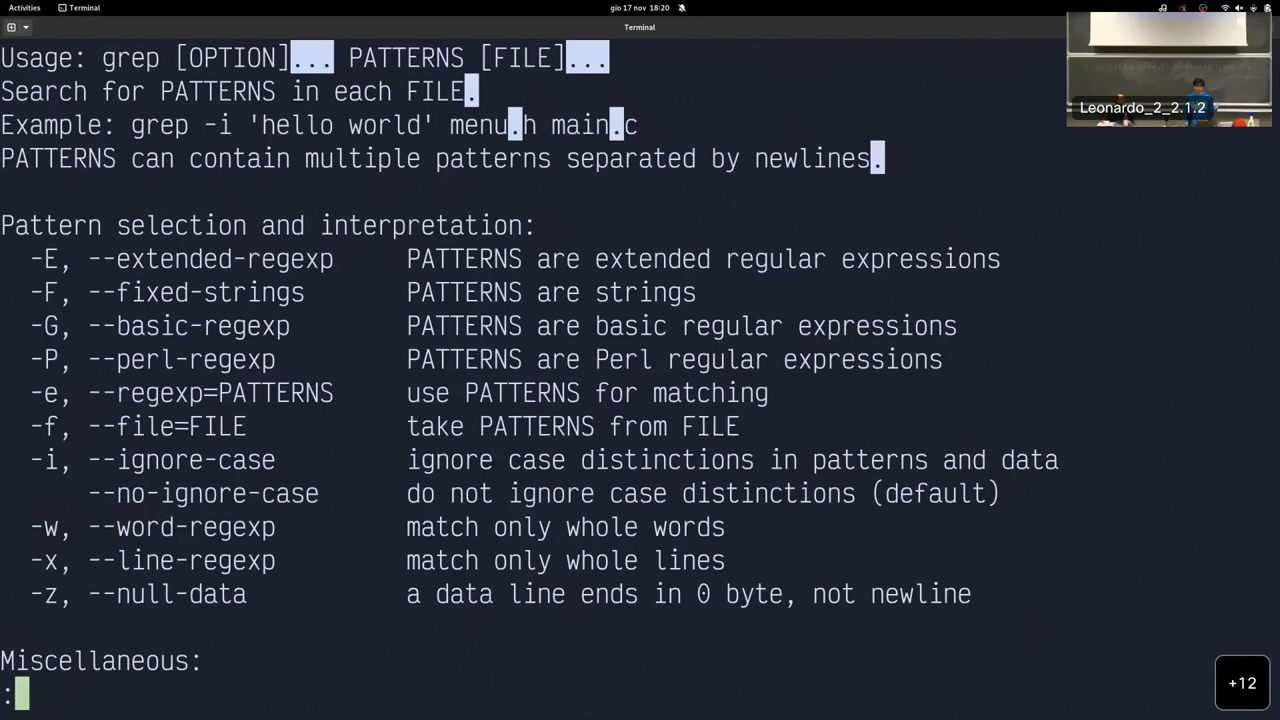 Activities Terminal gio 17 nov 18:20
Terminal
Usage: grep [OPTION]... PATTERNS [FILE]...
Search for PATTERNS in each FILE.
Example: grep -i 'hello world' menu.h main.c
PATTERNS can contain multiple patterns separated by newlines.
Leonardo_2_2.1.2
Pattern selection and interpretation:
-E, --extended-regexp PATTERNS are extended regular expressions
-F, --fixed-strings PATTERNS are strings
-G, --basic-regexp PATTERNS are basic regular expressions
-P, --perl-regexp PATTERNS are Perl regular expressions
-e, --regexp=PATTERNS use PATTERNS for matching
-f, --file=FILE take PATTERNS from FILE
-i, --ignore-case ignore case distinctions in patterns and data
--no-ignore-case do not ignore case distinctions (default)
-w, --word-regexp match only whole words
-x, --line-regexp match only whole lines
-z, --null-data a data line ends in 0 byte, not newline
Miscellaneous:
:
+12